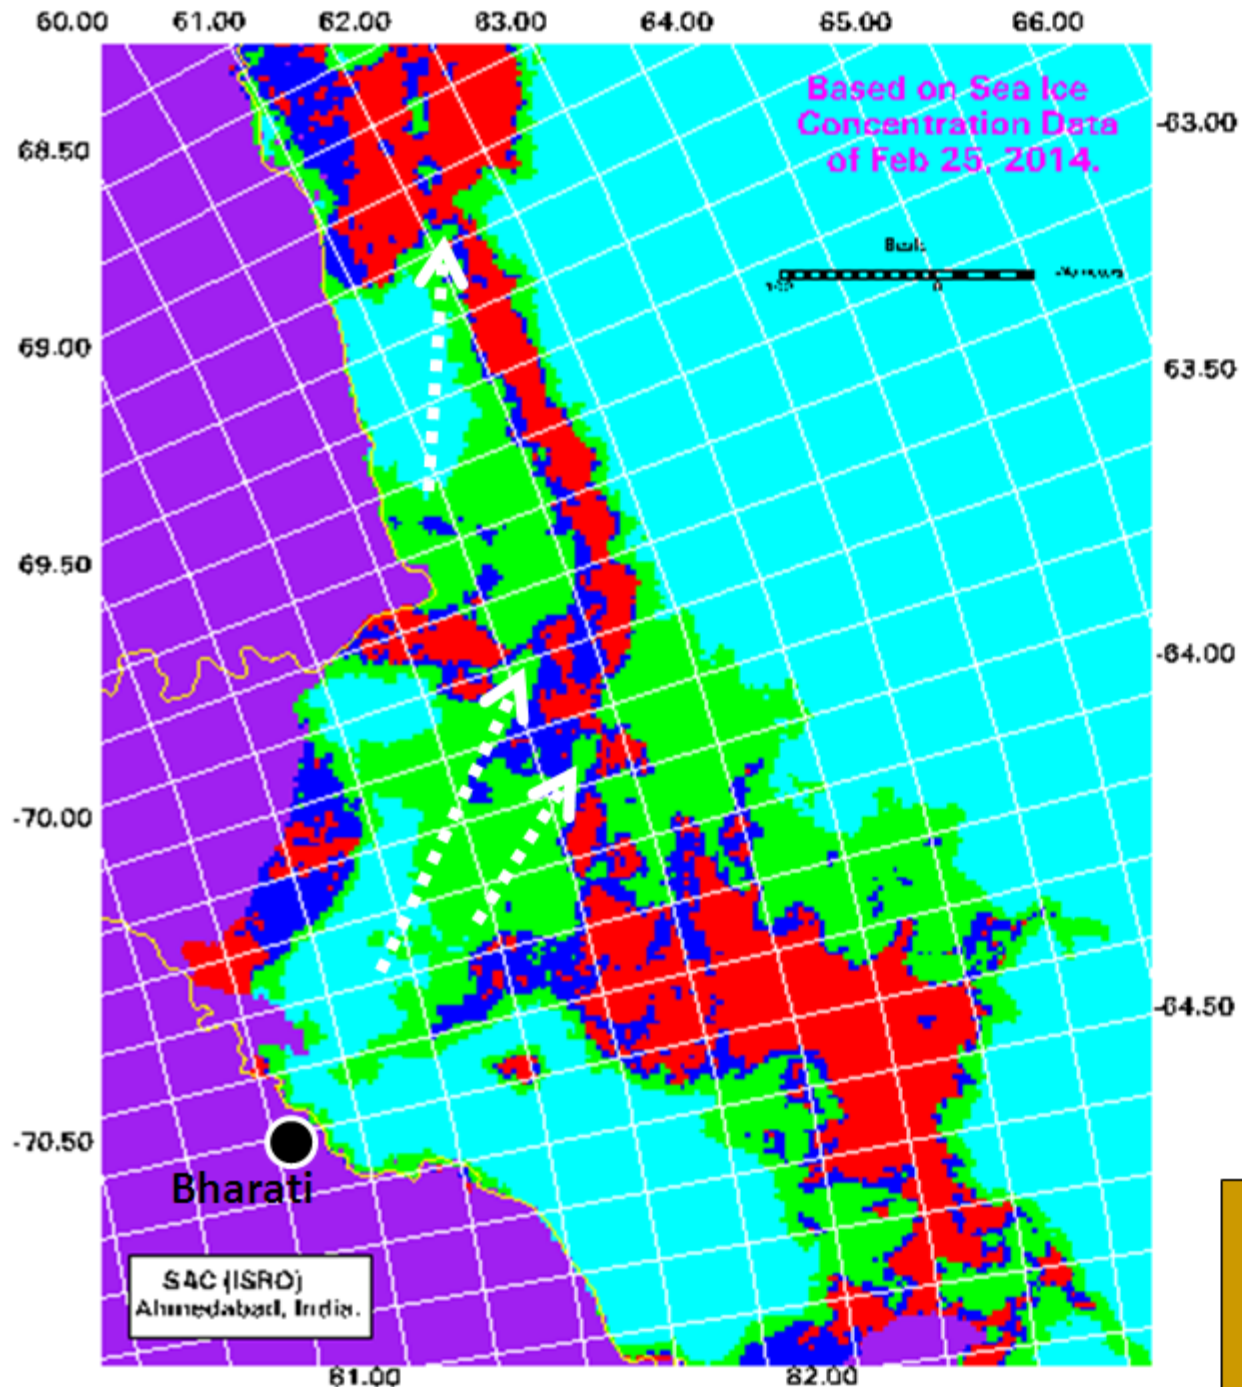 60.00 61.00 62.00 63.00 64.00 65.00 66.00
Based on Sea Ice
Concentration Data
of Feb 25, 2014.
-63.00
68.50
69.00
63.50
69.50
-64.00
-70.00
-64.50
-70.50
Bharati
SAC (ISRO)
Ahmedabad, India.
61.00 62.00